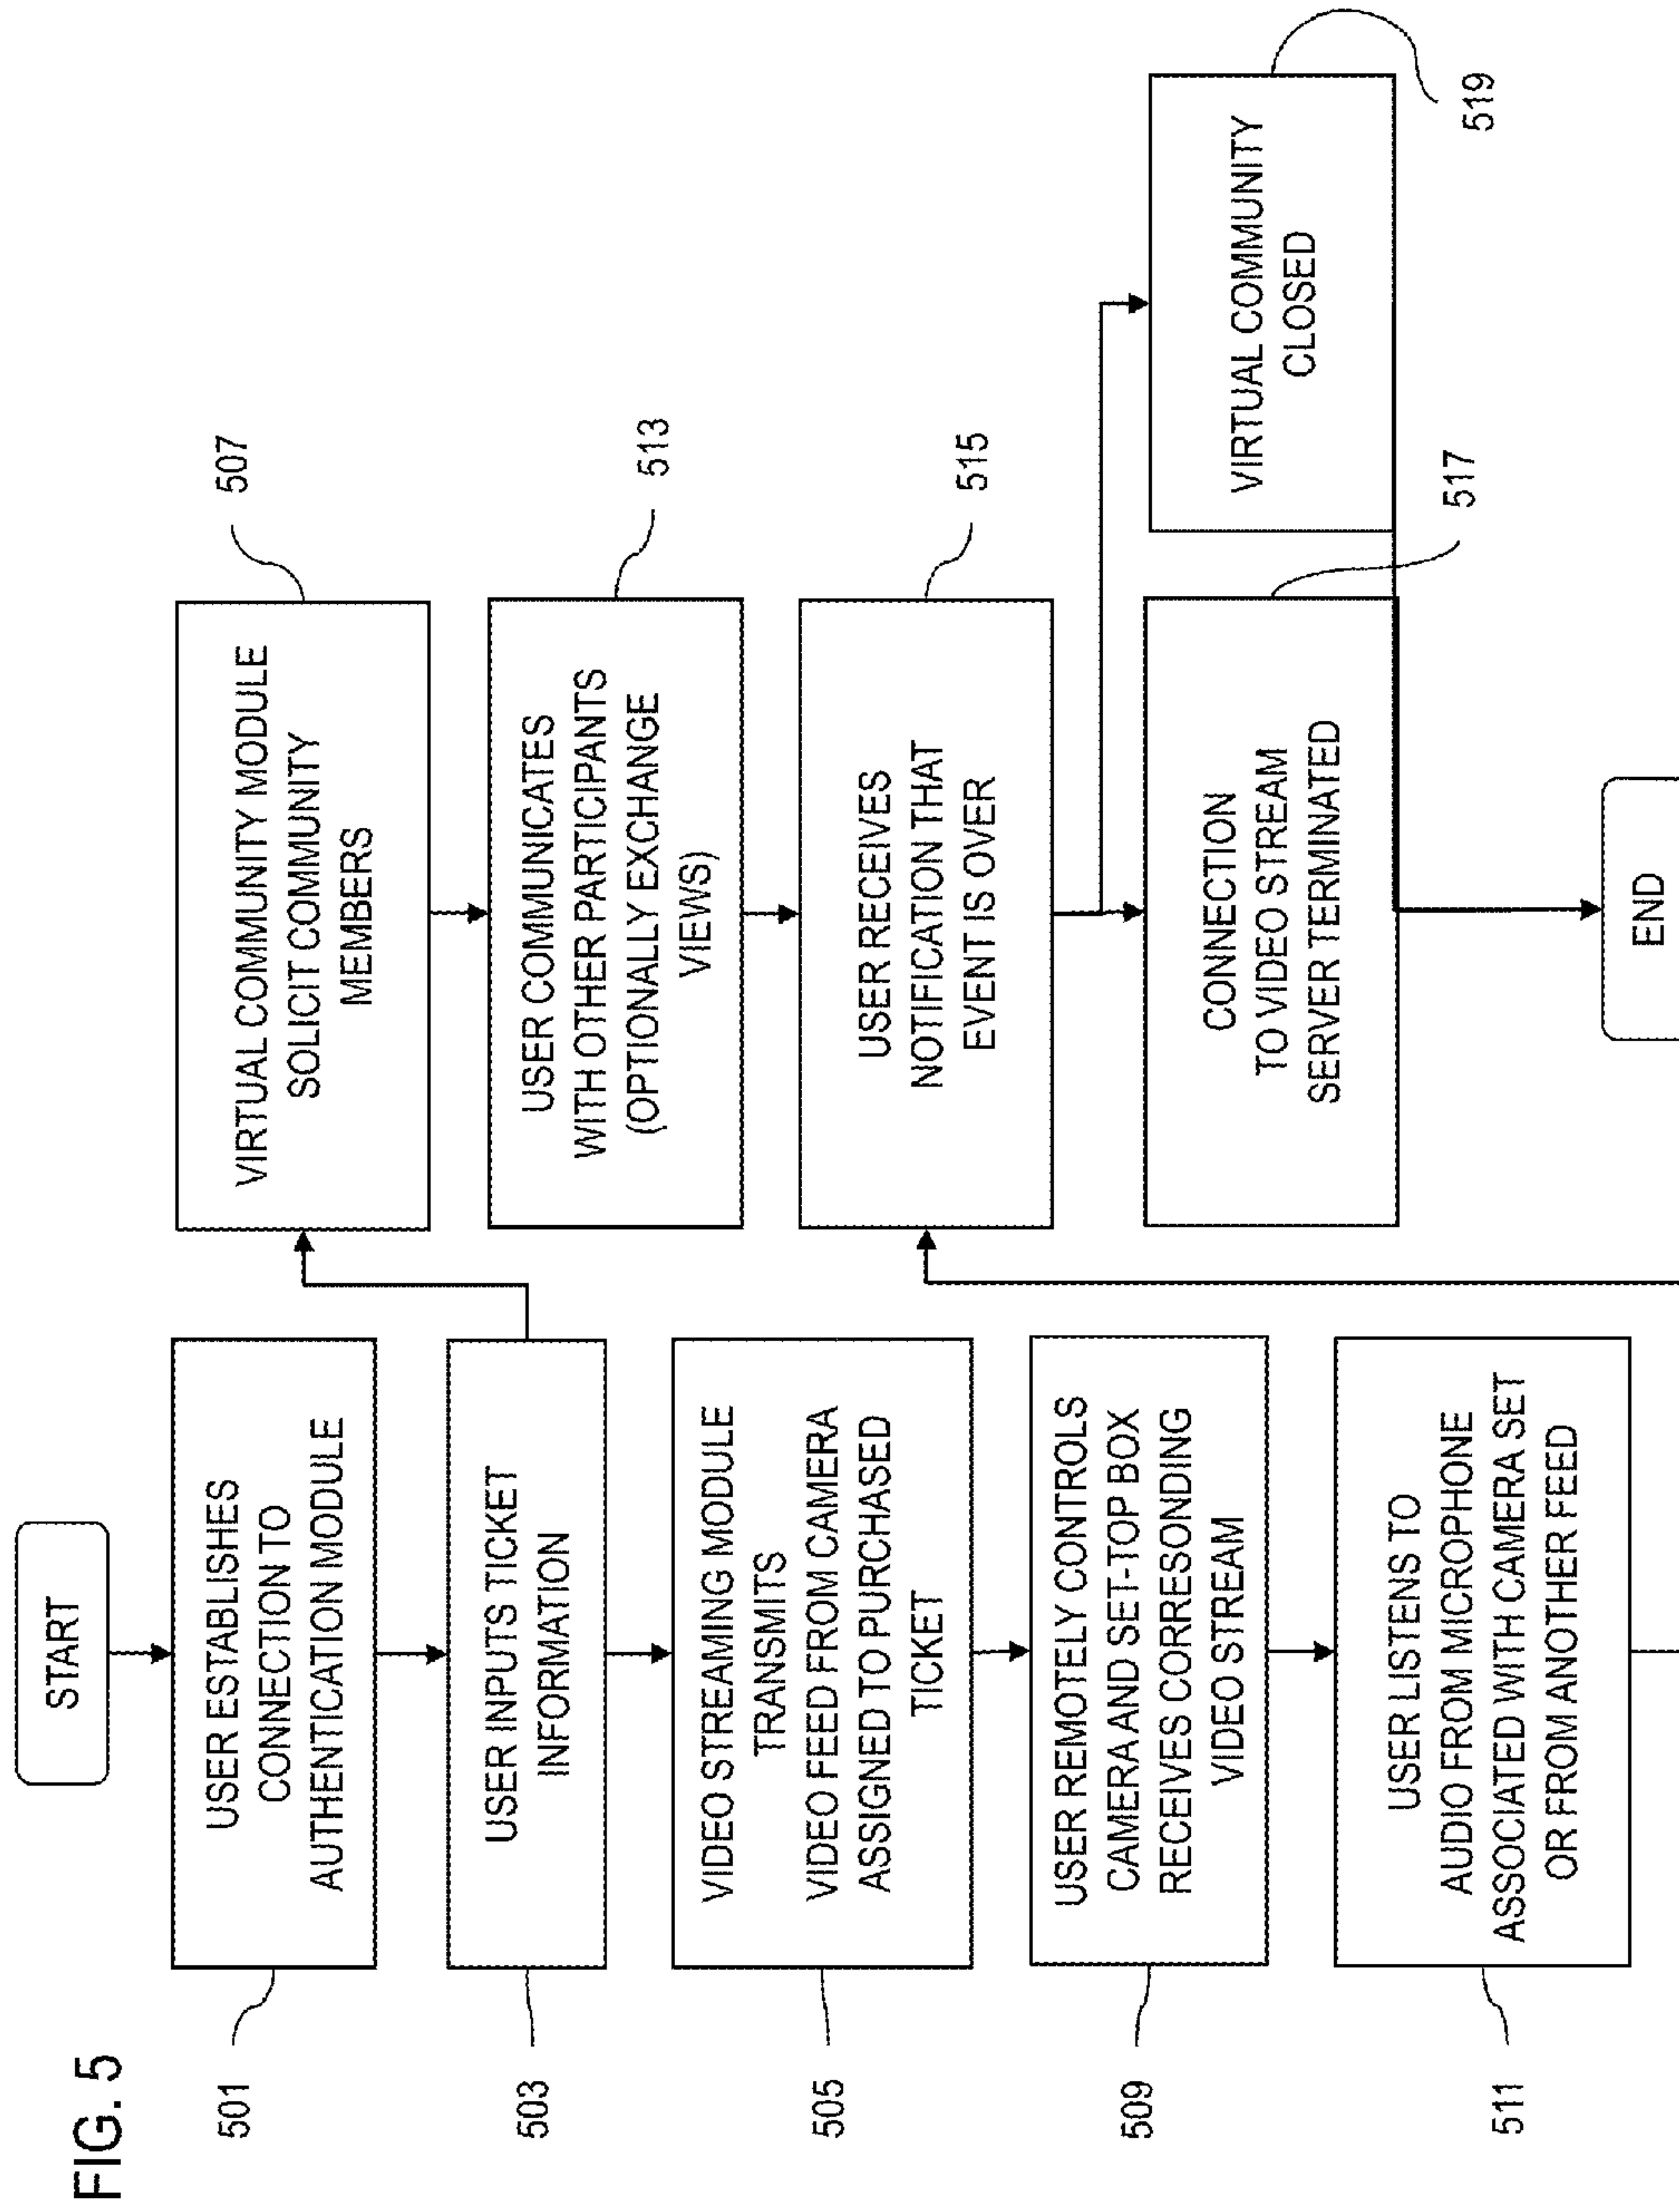 FIG. 5
START
501
USER ESTABLISHES
CONNECTION TO
AUTHENTICATION MODULE
503
USER INPUTS TICKET
INFORMATION
505
VIDEO STREAMING MODULE
TRANSMITS
VIDEO FEED FROM CAMERA
ASSIGNED TO PURCHASED
TICKET
509
USER REMOTELY CONTROLS
CAMERA AND SET-TOP BOX
RECEIVES CORRESONDING
VIDEO STREAM
511
USER LISTENS TO
AUDIO FROM MICROPHONE
ASSOCIATED WITH CAMERA SET
OR FROM ANOTHER FEED
507
VIRTUAL COMMUNITY MODULE
SOLICIT COMMUNITY
MEMBERS
513
USER COMMUNICATES
WITH OTHER PARTICIPANTS
(OPTIONALLY EXCHANGE
VIEWS)
515
USER RECEIVES
NOTIFICATION THAT
EVENT IS OVER
517
CONNECTION
TO VIDEO STREAM
SERVER TERMINATED
519
VIRTUAL COMMUNITY
CLOSED
END